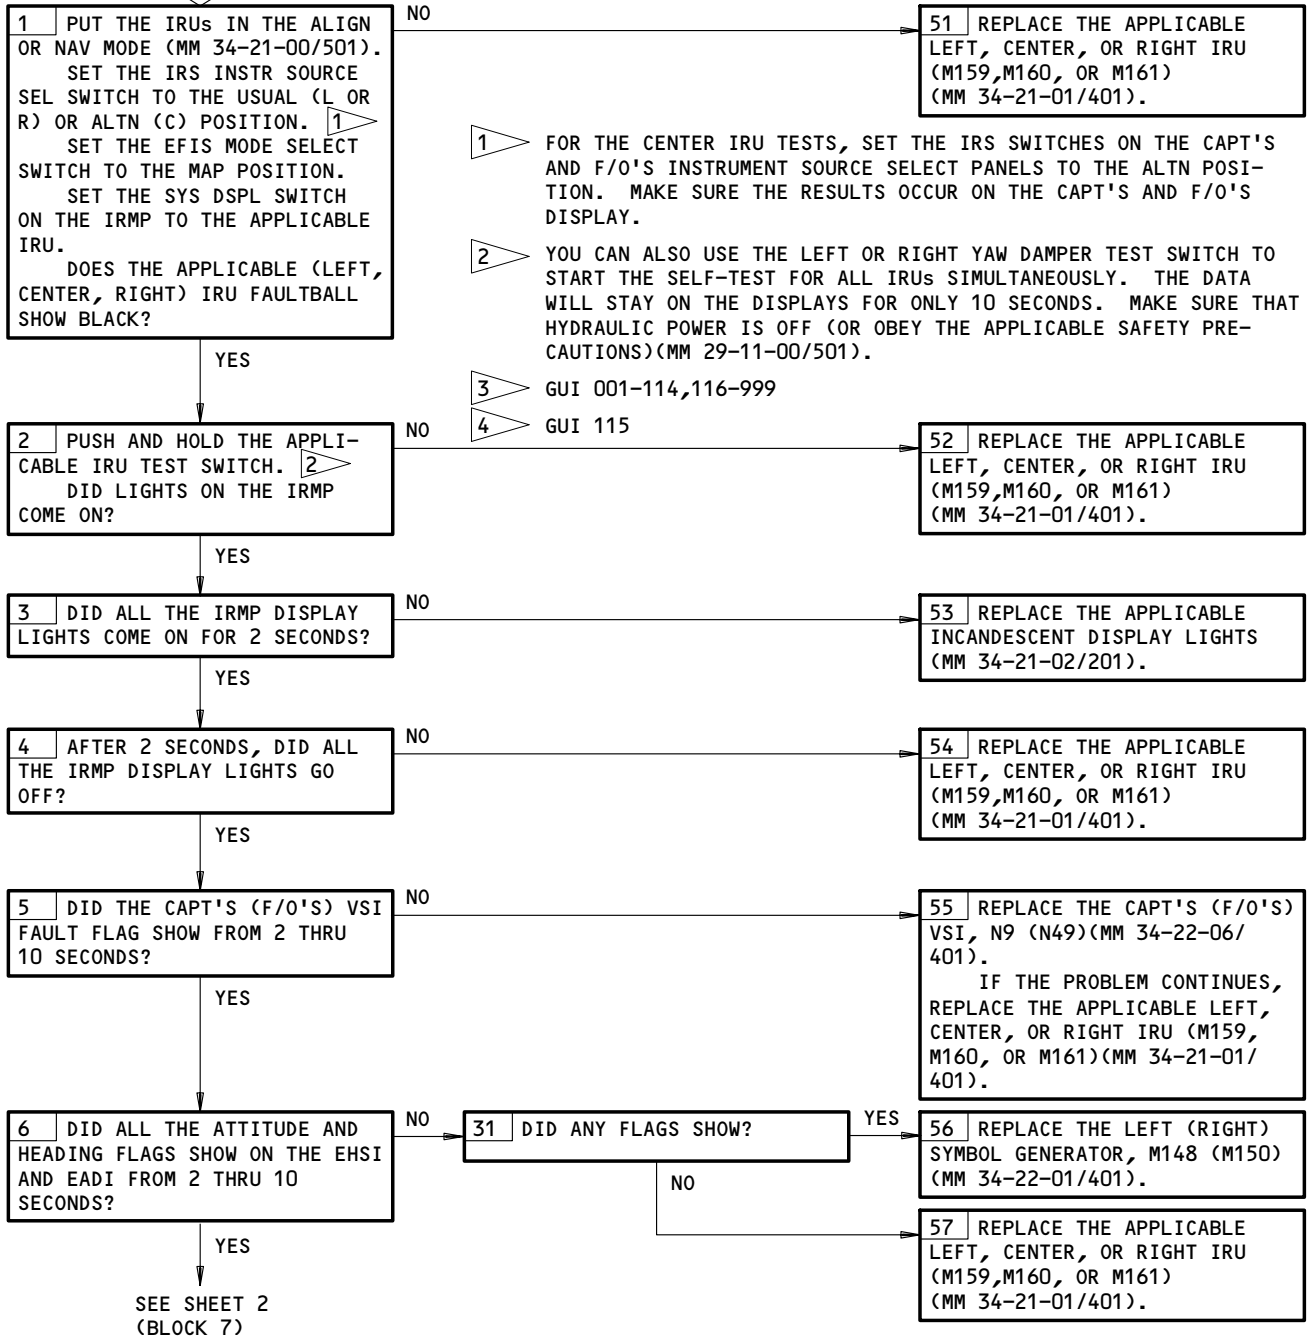 1 PUT THE IRUs IN THE ALIGN
OR NAV MODE (MM 34-21-00/501).
SET THE IRS INSTR SOURCE
SEL SWITCH TO THE USUAL (L OR
R) OR ALTN (C) POSITION. 1
SET THE EFIS MODE SELECT
SWITCH TO THE MAP POSITION.
SET THE SYS DSPL SWITCH
ON THE IRMP TO THE APPLICABLE
IRU.
DOES THE APPLICABLE (LEFT,
CENTER, RIGHT) IRU FAULTBALL
SHOW BLACK?
NO
51 REPLACE THE APPLICABLE
LEFT, CENTER, OR RIGHT IRU
(M159,M160, OR M161)
(MM 34-21-01/401).
1 FOR THE CENTER IRU TESTS, SET THE IRS SWITCHES ON THE CAPT'S
AND F/O'S INSTRUMENT SOURCE SELECT PANELS TO THE ALTN POSI-
TION. MAKE SURE THE RESULTS OCCUR ON THE CAPT'S AND F/O'S
DISPLAY.
2 YOU CAN ALSO USE THE LEFT OR RIGHT YAW DAMPER TEST SWITCH TO
START THE SELF-TEST FOR ALL IRUs SIMULTANEOUSLY. THE DATA
WILL STAY ON THE DISPLAYS FOR ONLY 10 SECONDS. MAKE SURE THAT
HYDRAULIC POWER IS OFF (OR OBEY THE APPLICABLE SAFETY PRE-
CAUTIONS)(MM 29-11-00/501).
3 GUI 001-114,116-999
4 GUI 115
YES
2 PUSH AND HOLD THE APPLI-
CABLE IRU TEST SWITCH. 2
DID LIGHTS ON THE IRMP
COME ON?
NO
52 REPLACE THE APPLICABLE
LEFT, CENTER, OR RIGHT IRU
(M159,M160, OR M161)
(MM 34-21-01/401).
YES
3 DID ALL THE IRMP DISPLAY
LIGHTS COME ON FOR 2 SECONDS?
NO
53 REPLACE THE APPLICABLE
INCANDESCENT DISPLAY LIGHTS
(MM 34-21-02/201).
YES
4 AFTER 2 SECONDS, DID ALL
THE IRMP DISPLAY LIGHTS GO
OFF?
NO
54 REPLACE THE APPLICABLE
LEFT, CENTER, OR RIGHT IRU
(M159,M160, OR M161)
(MM 34-21-01/401).
YES
5 DID THE CAPT'S (F/O'S) VSI
FAULT FLAG SHOW FROM 2 THRU
10 SECONDS?
NO
55 REPLACE THE CAPT'S (F/O'S)
VSI, N9 (N49)(MM 34-22-06/
401).
IF THE PROBLEM CONTINUES,
REPLACE THE APPLICABLE LEFT,
CENTER, OR RIGHT IRU (M159,
M160, OR M161)(MM 34-21-01/
401).
YES
6 DID ALL THE ATTITUDE AND
HEADING FLAGS SHOW ON THE EHSI
AND EADI FROM 2 THRU 10
SECONDS?
NO
31 DID ANY FLAGS SHOW?
YES
56 REPLACE THE LEFT (RIGHT)
SYMBOL GENERATOR, M148 (M150)
(MM 34-22-01/401).
NO
57 REPLACE THE APPLICABLE
LEFT, CENTER, OR RIGHT IRU
(M159,M160, OR M161)
(MM 34-21-01/401).
YES
SEE SHEET 2
(BLOCK 7)